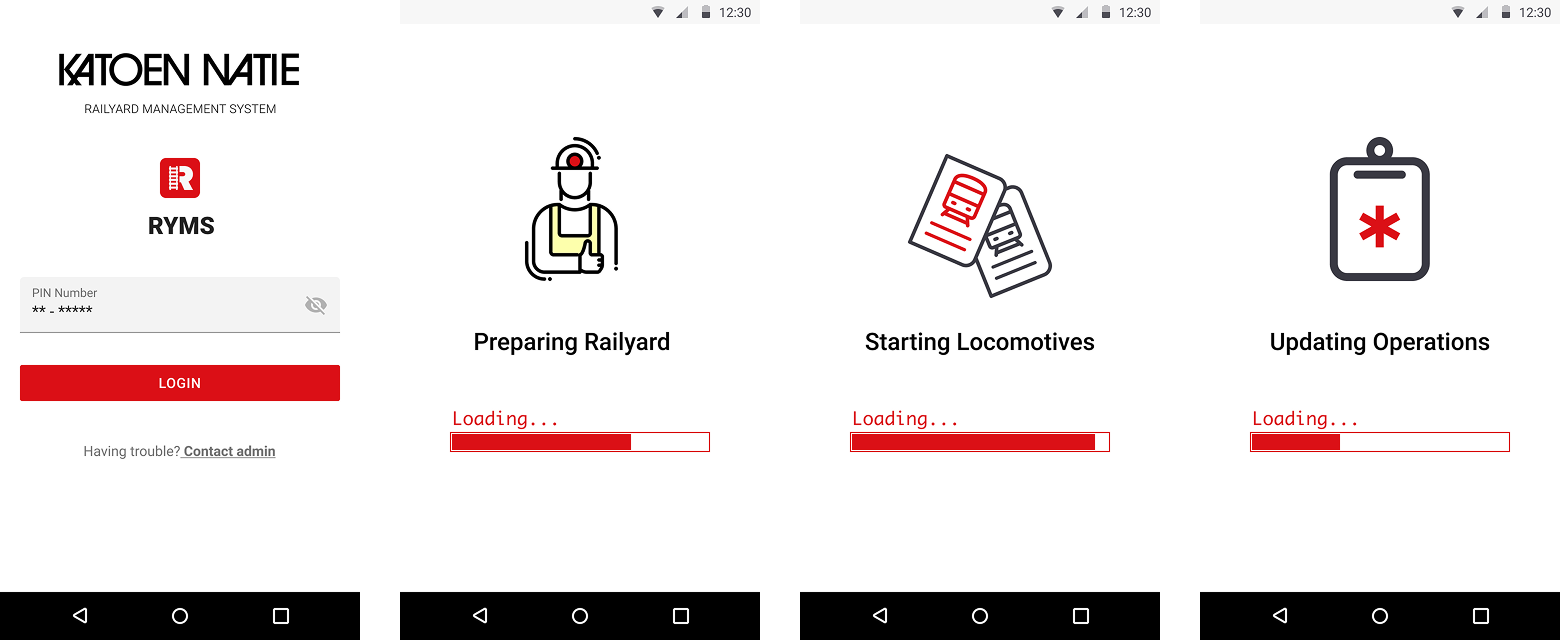 KATOEN NATIE
RAILYARD MANAGEMENT SYSTEM
R
RYMS
PIN Number
** - *****
LOGIN
Having trouble? Contact admin
12:30
Preparing Railyard
Loading...
12:30
Starting Locomotives
Loading...
12:30
Updating Operations
Loading...